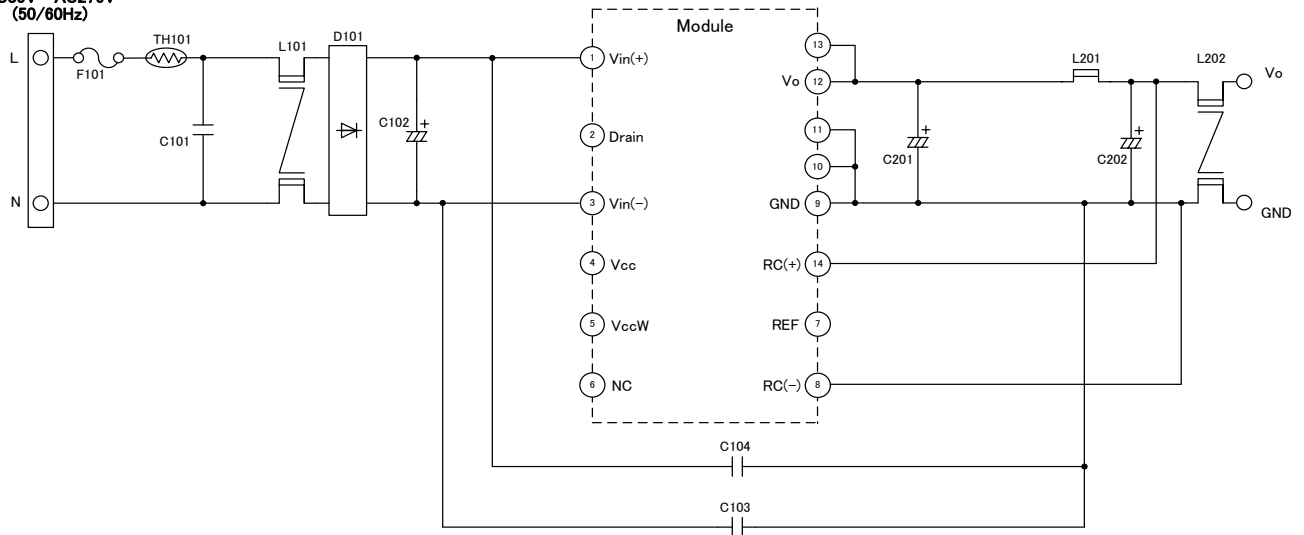 (50/60Hz)
Module
L
F101
TH101
L101
D101
C101
C102
N
1
Vin(+)
2
Drain
3
Vin(-)
4
Vcc
5
VccW
6
NC
13
Vo
12
11
10
GND
9
RC(+)
14
REF
7
RC(-)
8
+
+
+
C201
L201
C202
L202
Vo
GND
C104
C103